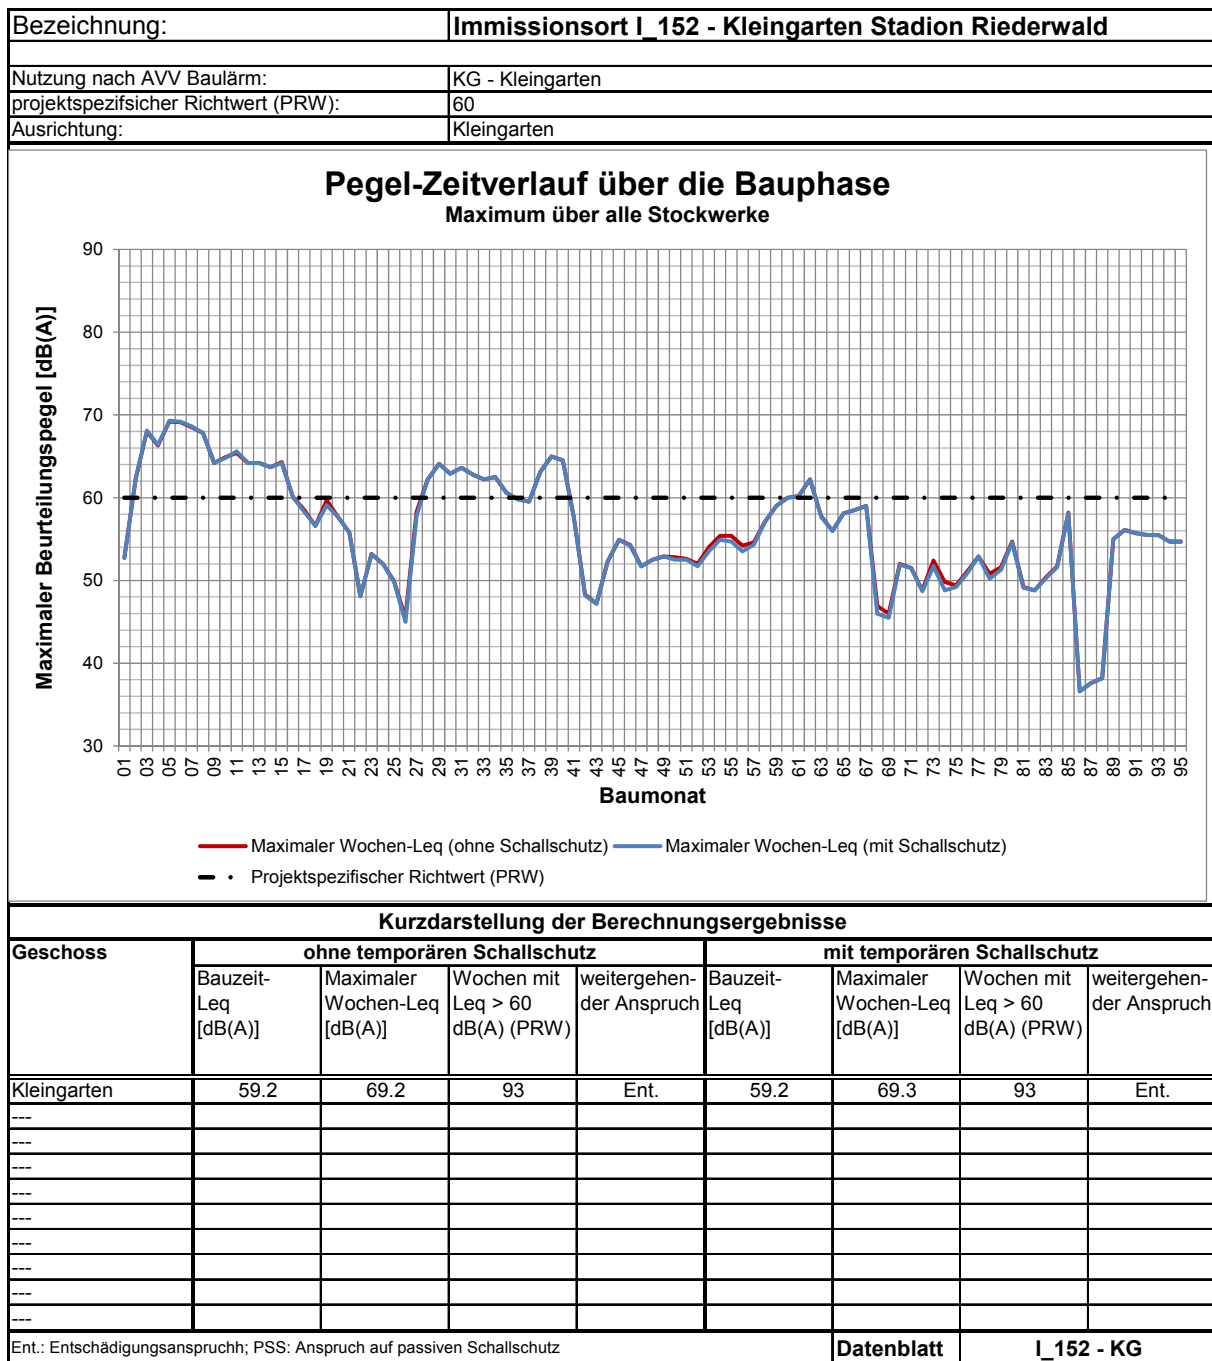 Bezeichnung: Immissionsort I_152 - Kleingarten Stadion Riederwald
Nutzung nach AVV Baulärm: KG - Kleingarten
projektspezifsicher Richtwert (PRW): 60
Ausrichtung: Kleingarten
Pegel-Zeitverlauf über die Bauphase
Maximum über alle Stockwerke
Maximaler Beurteilungspegel [dB(A)]
90
80
70
60
50
40
30
01 03 05 07 09 11 13 15 17 19 21 23 25 27 29 31 33 35 37 39 41 43 45 47 49 51 53 55 57 59 61 63 65 67 69 71 73 75 77 79 81 83 85 87 89 91 93 95
Baumonat
Maximaler Wochen-Leq (ohne Schallschutz) Maximaler Wochen-Leq (mit Schallschutz)
Projektspezifischer Richtwert (PRW)
Kurzdarstellung der Berechnungsergebnisse
Geschoss ohne temporären Schallschutz mit temporären Schallschutz
Bauzeit- Maximaler Wochen mit weitergehen- Bauzeit- Maximaler Wochen mit weitergehen-
Leq Wochen-Leq Leq > 60 der Anspruch Leq Wochen-Leq Leq > 60 der Anspruch
[dB(A)] [dB(A)] dB(A) (PRW) [dB(A)] [dB(A)] dB(A) (PRW)
Kleingarten 59.2 69.2 93 Ent. 59.2 69.3 93 Ent.
---
---
---
---
---
---
---
---
---
Ent.: Entschädigungsanspruchh; PSS: Anspruch auf passiven Schallschutz Datenblatt I_152 - KG